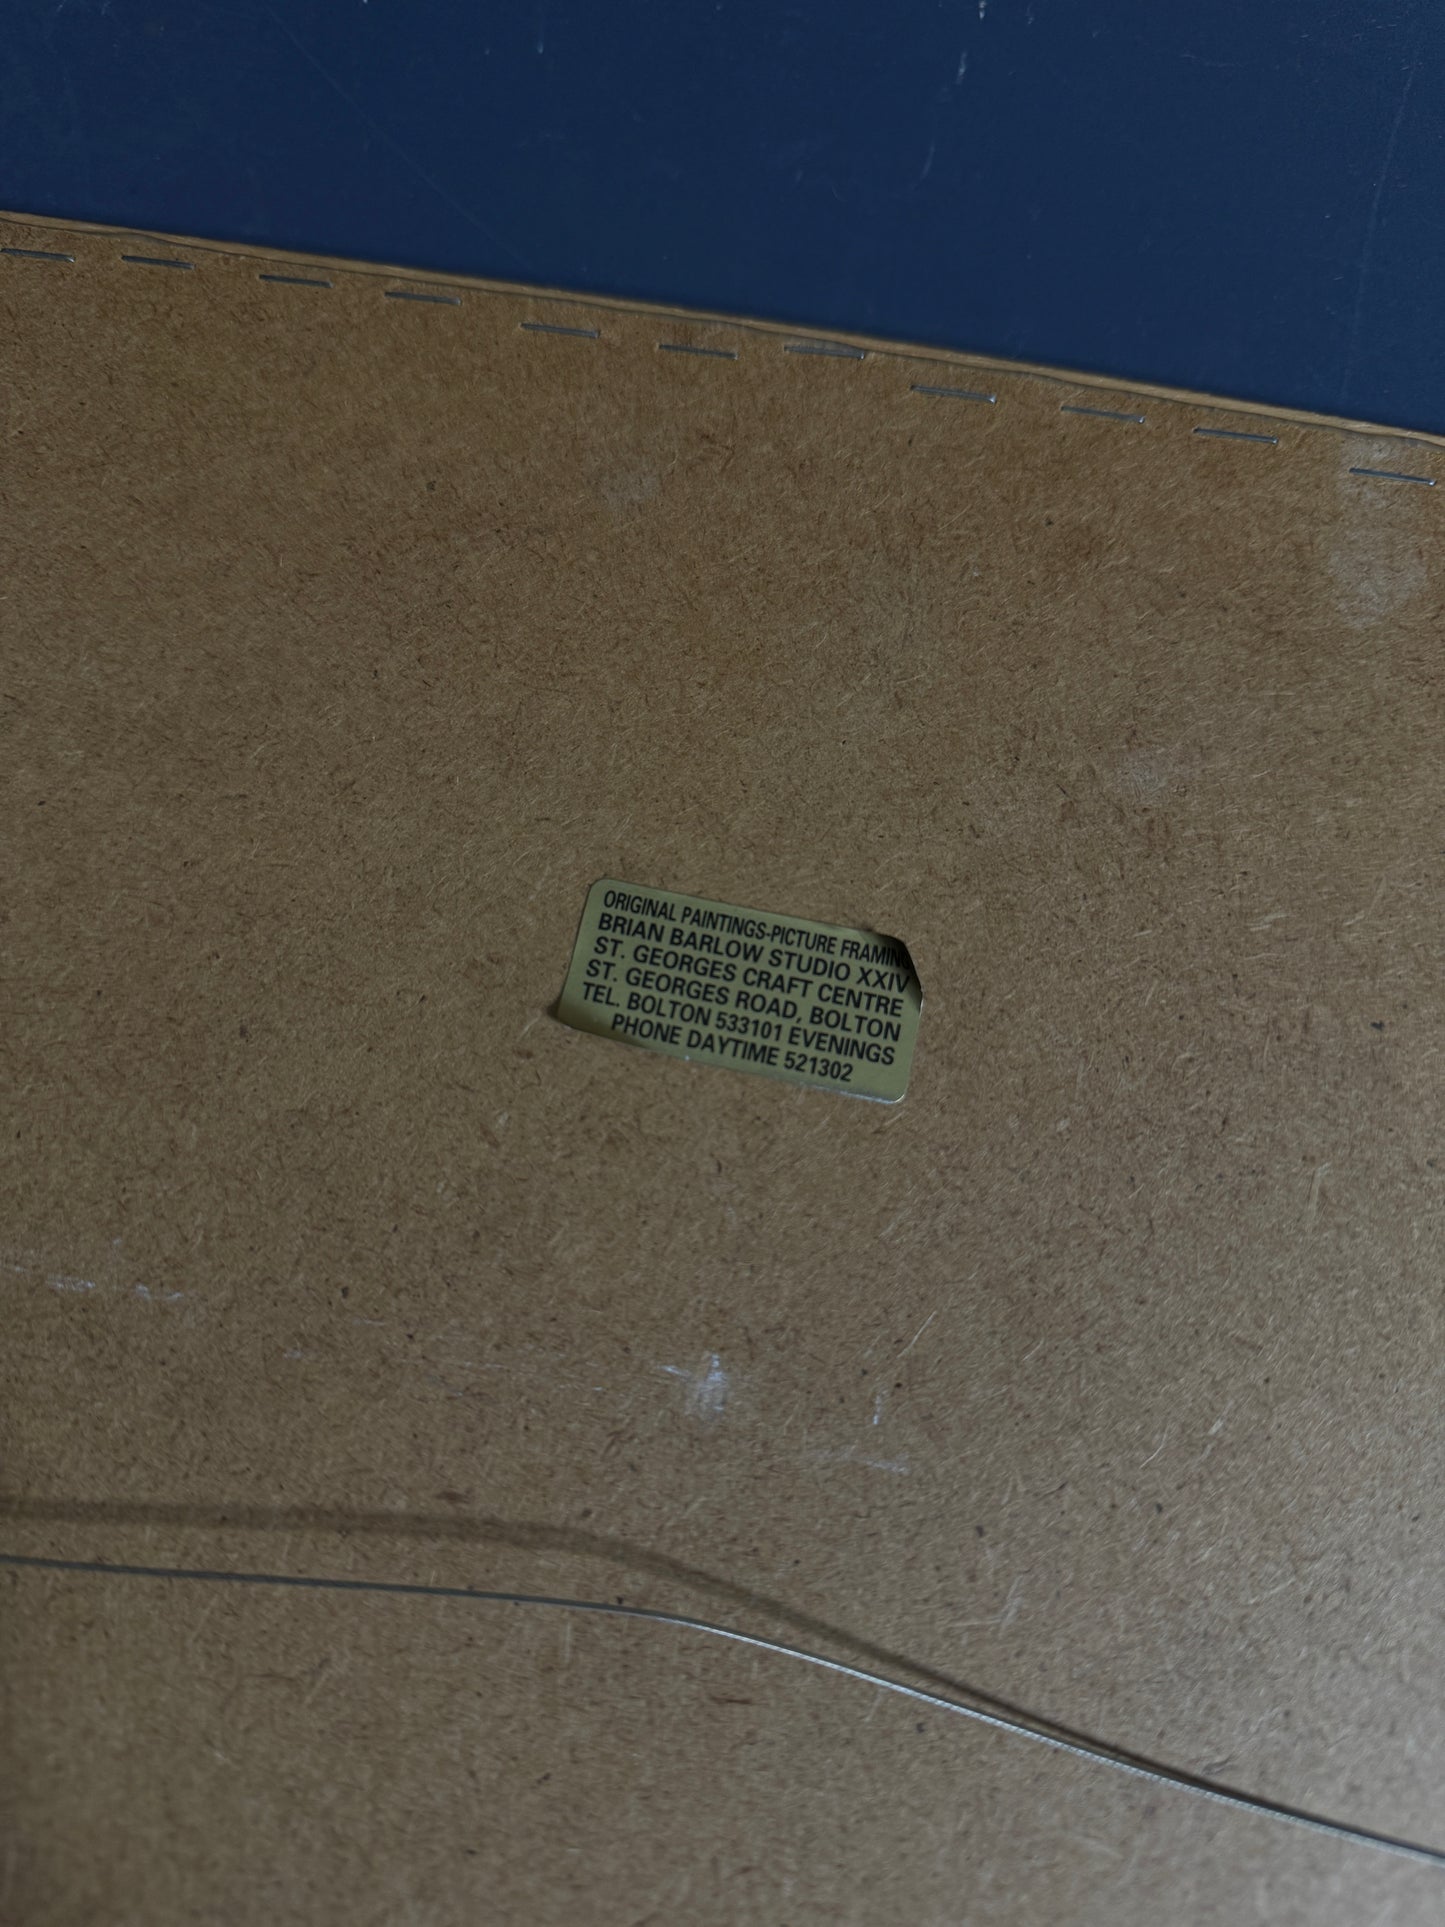 ORIGINAL PAINTINGS-PICTURE FRAMING
BRIAN BARLOW STUDIO XXIV
ST. GEORGES CRAFT CENTRE
ST. GEORGES ROAD, BOLTON
TEL. BOLTON 533101 EVENINGS
PHONE DAYTIME 521302